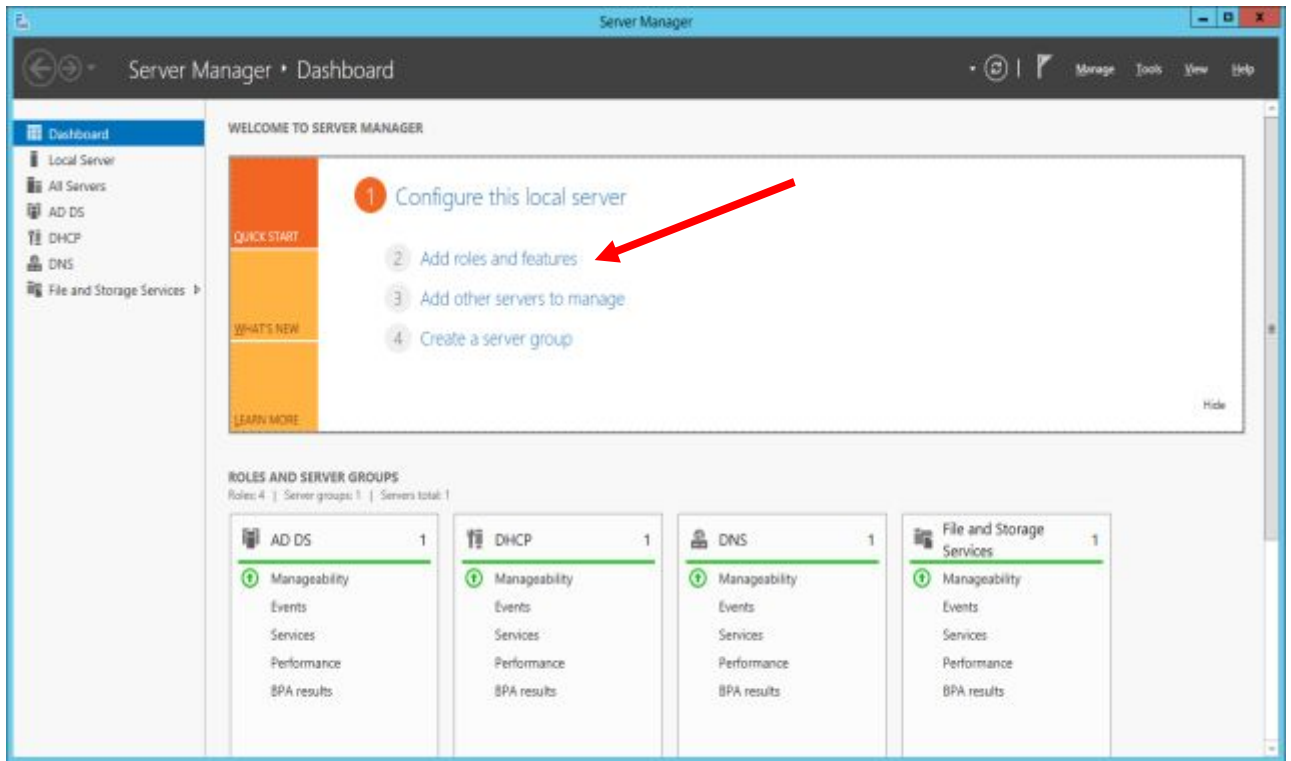 Server Manager
Server Manager • Dashboard
Manage Tools View Help
Dashboard
Local Server
All Servers
AD DS
DHCP
DNS
File and Storage Services
WELCOME TO SERVER MANAGER
QUICK START
WHAT'S NEW
LEARN MORE
1 Configure this local server
2 Add roles and features
3 Add other servers to manage
4 Create a server group
Hide
ROLES AND SERVER GROUPS
Roles: 4 | Server groups: 1 | Servers total: 1
AD DS 1
Manageability
Events
Services
Performance
BPA results
DHCP 1
Manageability
Events
Services
Performance
BPA results
DNS 1
Manageability
Events
Services
Performance
BPA results
File and Storage
Services 1
Manageability
Events
Services
Performance
BPA results